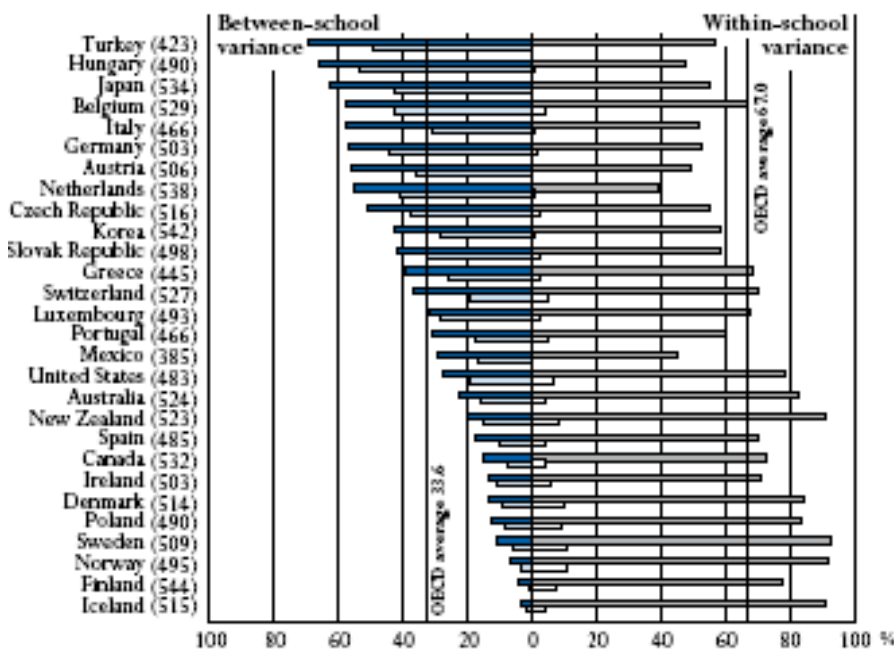 Between-school variance
Within-school variance
Turkey (423)
Hungary (490)
Japan (534)
Belgium (529)
Italy (466)
Germany (503)
Austria (506)
Netherlands (538)
Czech Republic (516)
Korea (542)
Slovak Republic (498)
Greece (445)
Switzerland (527)
Luxembourg (493)
Portugal (466)
Mexico (385)
United States (483)
Australia (524)
New Zealand (523)
Spain (485)
Canada (532)
Ireland (503)
Denmark (514)
Poland (490)
Sweden (509)
Norway (495)
Finland (544)
Iceland (515)
OECD average 33.6
OECD average 67.0
100 80 60 40 20 0 20 40 60 80 100 %